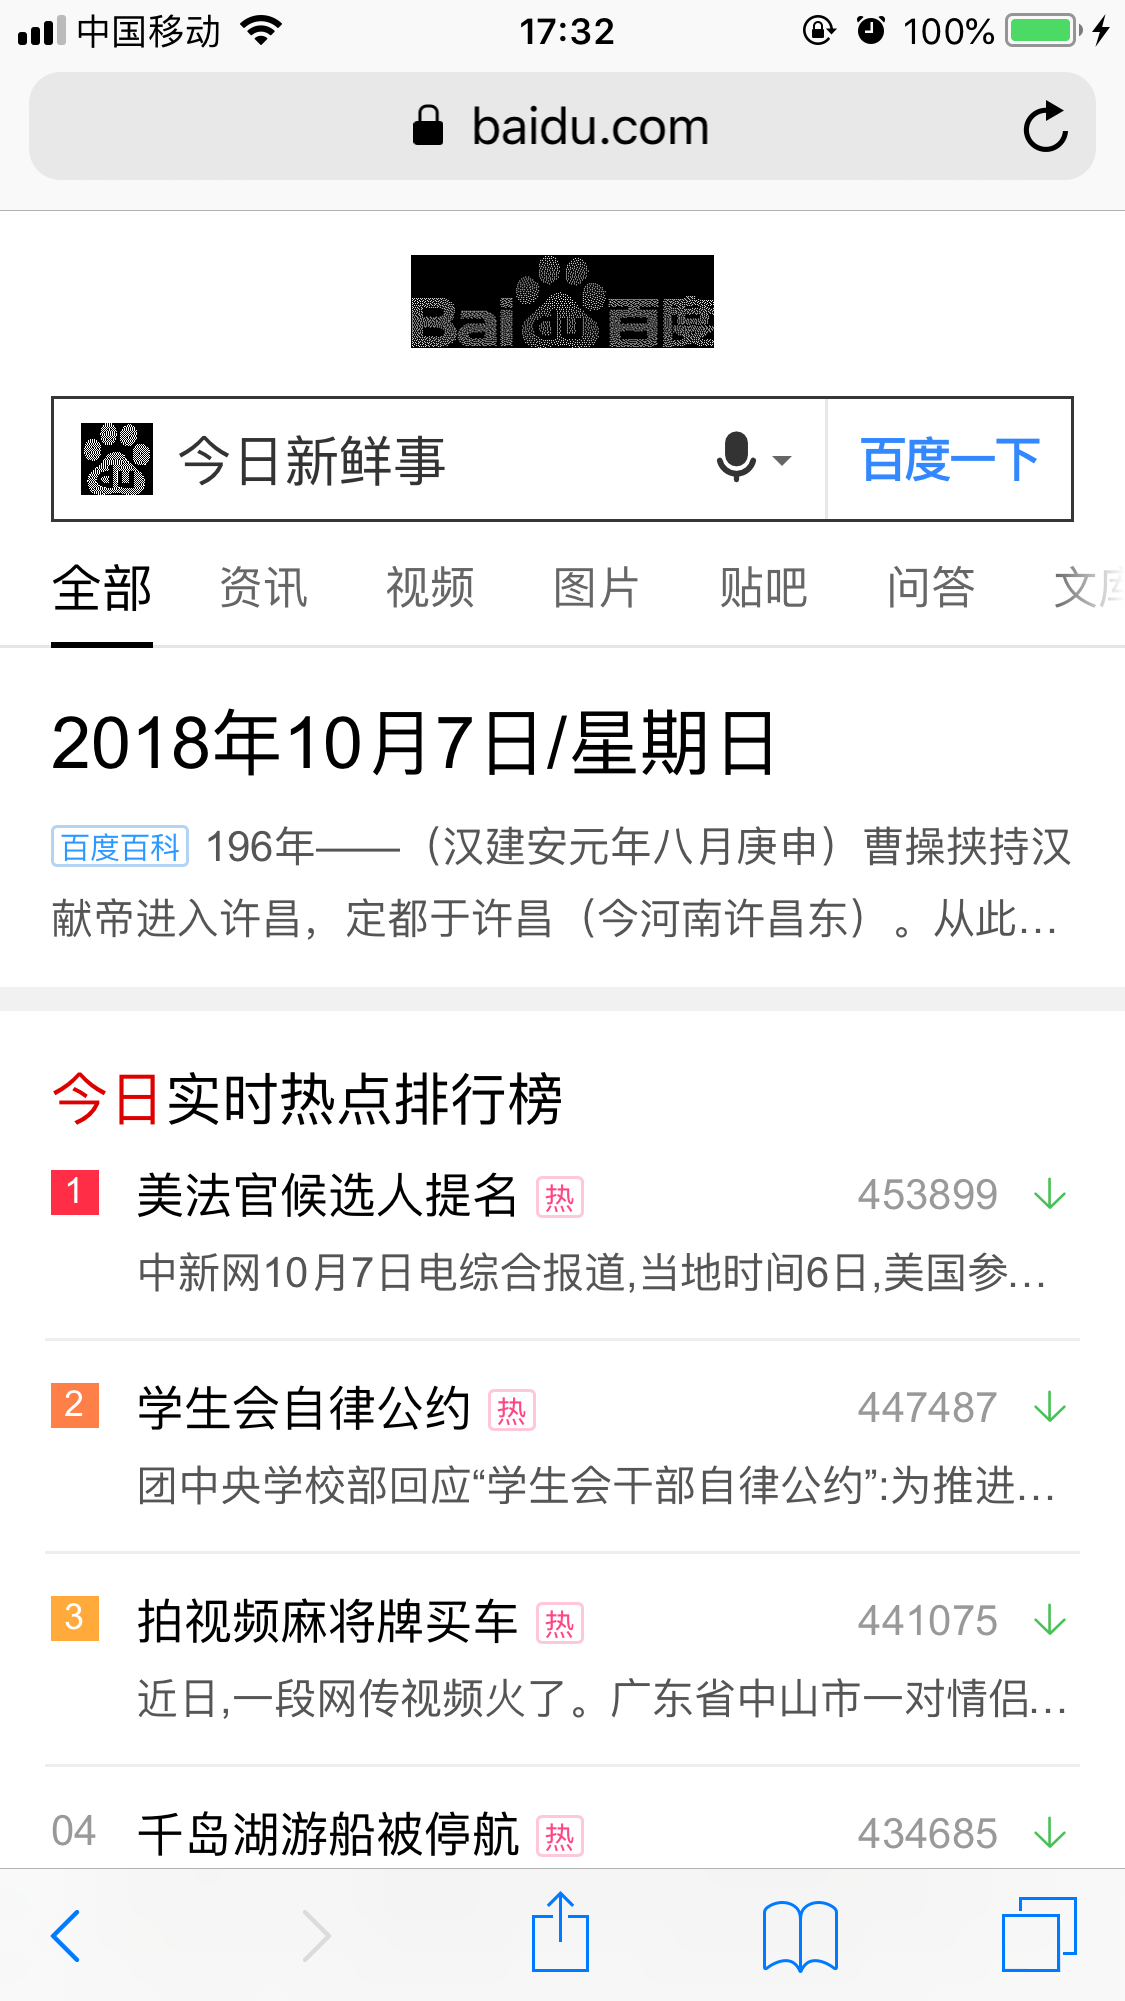 中国移动 17:32 100%
baidu.com
Bai du 百度
du 今日新鲜事 百度一下
全部 资讯 视频 图片 贴吧 问答 文库
2018年10月7日/星期日
百度百科 196年——（汉建安元年八月庚申）曹操挟持汉
献帝进入许昌，定都于许昌（今河南许昌东）。从此...
今日实时热点排行榜
1 美法官候选人提名 热 453899
中新网10月7日电综合报道,当地时间6日,美国参...
2 学生会自律公约 热 447487
团中央学校部回应“学生会干部自律公约”:为推进...
3 拍视频麻将牌买车 热 441075
近日,一段网传视频火了。广东省中山市一对情侣...
04 千岛湖游船被停航 热 434685